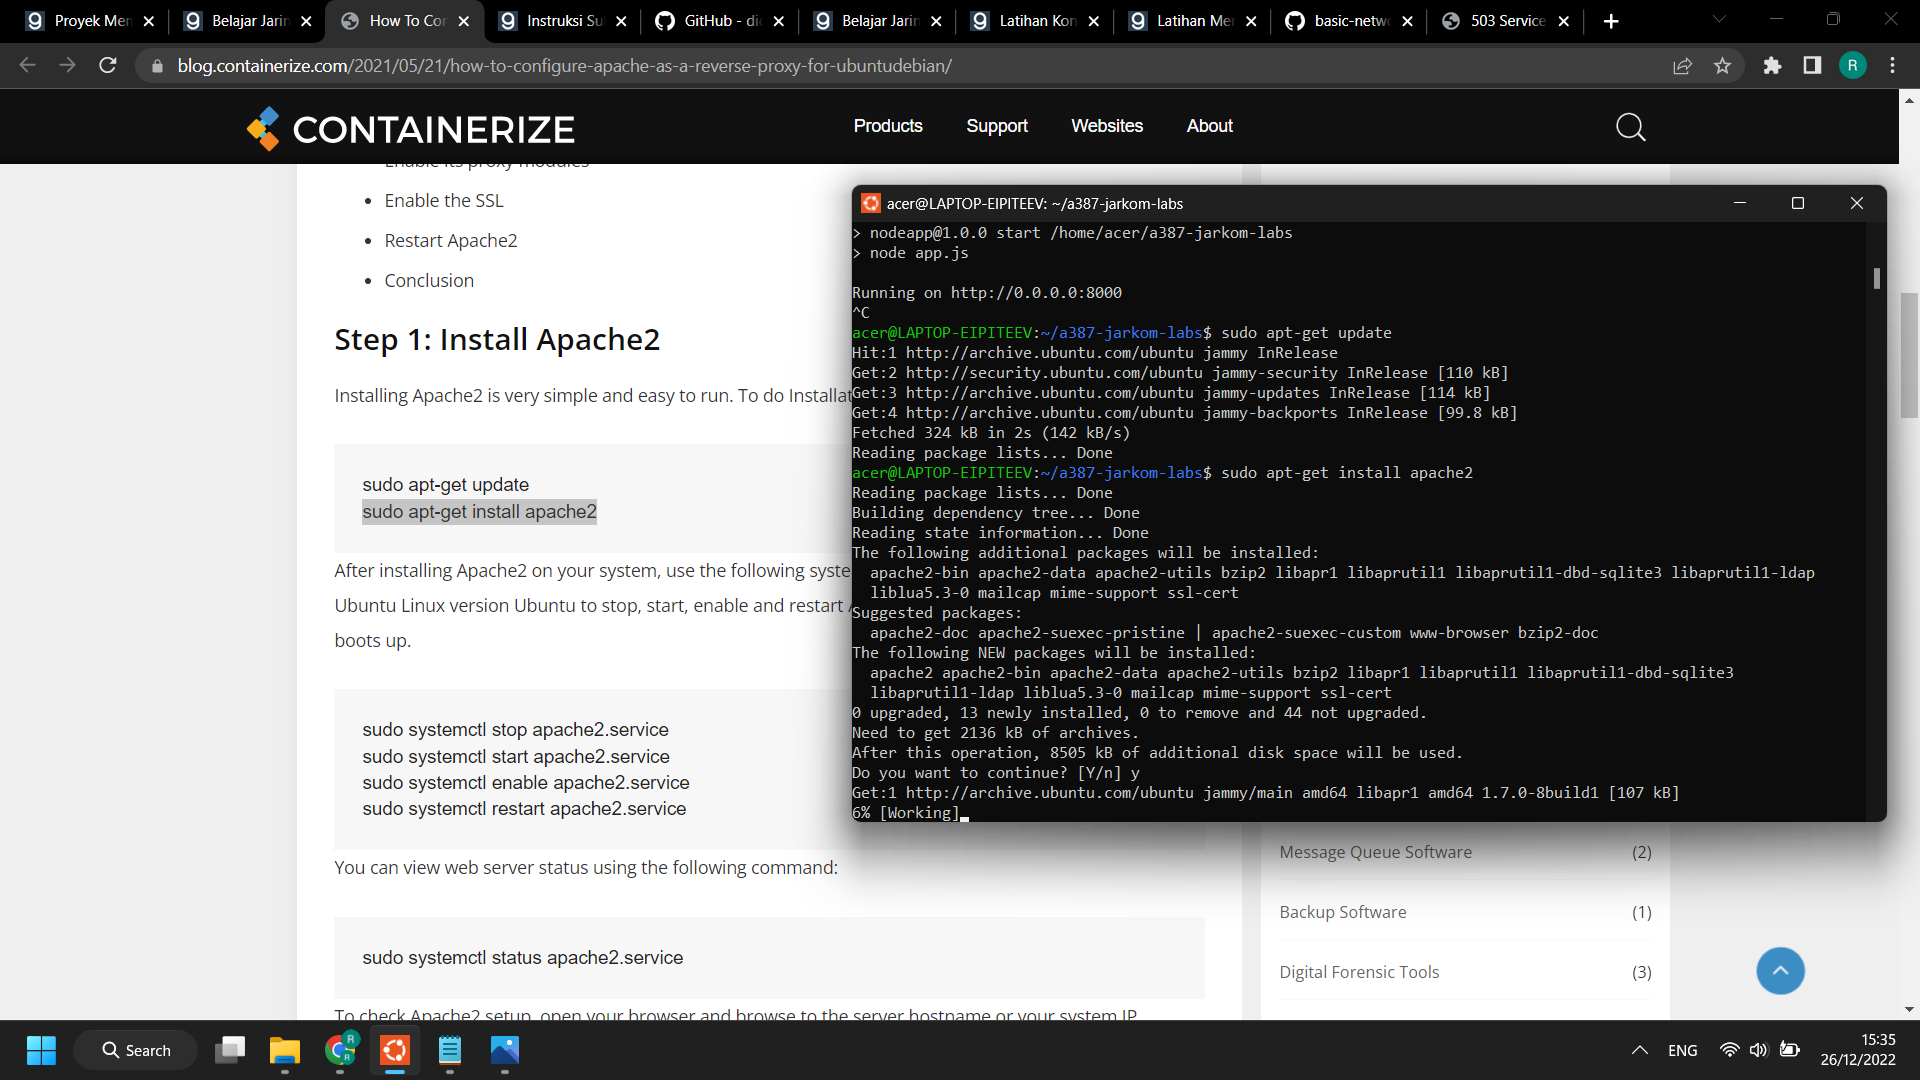 Proyek Men
Belajar Jarin
How To Con
Instruksi Su
GitHub - di
Belajar Jarin
Latihan Kon
Latihan Mer
basic-netw
503 Service
blog.containerize.com/2021/05/21/how-to-configure-apache-as-a-reverse-proxy-for-ubuntudebian/
R
CONTAINERIZE
Products
Support
Websites
About
Enable its proxy modules
Enable the SSL
Restart Apache2
Conclusion
Step 1: Install Apache2
Installing Apache2 is very simple and easy to run. To do Installat
sudo apt-get update
sudo apt-get install apache2
After installing Apache2 on your system, use the following syste
Ubuntu Linux version Ubuntu to stop, start, enable and restart
boots up.
sudo systemctl stop apache2.service
sudo systemctl start apache2.service
sudo systemctl enable apache2.service
sudo systemctl restart apache2.service
You can view web server status using the following command:
sudo systemctl status apache2.service
To check Apache2 setup, open your browser and browse to the server hostname or your system IP
acer@LAPTOP-EIPITEEV: ~/a387-jarkom-labs
> nodeapp@1.0.0 start /home/acer/a387-jarkom-labs
> node app.js
Running on http://0.0.0.0:8000
^C
acer@LAPTOP-EIPITEEV:~/a387-jarkom-labs$ sudo apt-get update
Hit:1 http://archive.ubuntu.com/ubuntu jammy InRelease
Get:2 http://security.ubuntu.com/ubuntu jammy-security InRelease [110 kB]
Get:3 http://archive.ubuntu.com/ubuntu jammy-updates InRelease [114 kB]
Get:4 http://archive.ubuntu.com/ubuntu jammy-backports InRelease [99.8 kB]
Fetched 324 kB in 2s (142 kB/s)
Reading package lists... Done
acer@LAPTOP-EIPITEEV:~/a387-jarkom-labs$ sudo apt-get install apache2
Reading package lists... Done
Building dependency tree... Done
Reading state information... Done
The following additional packages will be installed:
apache2-bin apache2-data apache2-utils bzip2 libapr1 libaprutil1 libaprutil1-dbd-sqlite3 libaprutil1-ldap
liblua5.3-0 mailcap mime-support ssl-cert
Suggested packages:
apache2-doc apache2-suexec-pristine | apache2-suexec-custom www-browser bzip2-doc
The following NEW packages will be installed:
apache2 apache2-bin apache2-data apache2-utils bzip2 libapr1 libaprutil1 libaprutil1-dbd-sqlite3
libaprutil1-ldap liblua5.3-0 mailcap mime-support ssl-cert
0 upgraded, 13 newly installed, 0 to remove and 44 not upgraded.
Need to get 2136 kB of archives.
After this operation, 8505 kB of additional disk space will be used.
Do you want to continue? [Y/n] y
Get:1 http://archive.ubuntu.com/ubuntu jammy/main amd64 libapr1 amd64 1.7.0-8build1 [107 kB]
6% [Working]
Message Queue Software (2)
Backup Software (1)
Digital Forensic Tools (3)
Search
R
R
ENG
15:35
26/12/2022